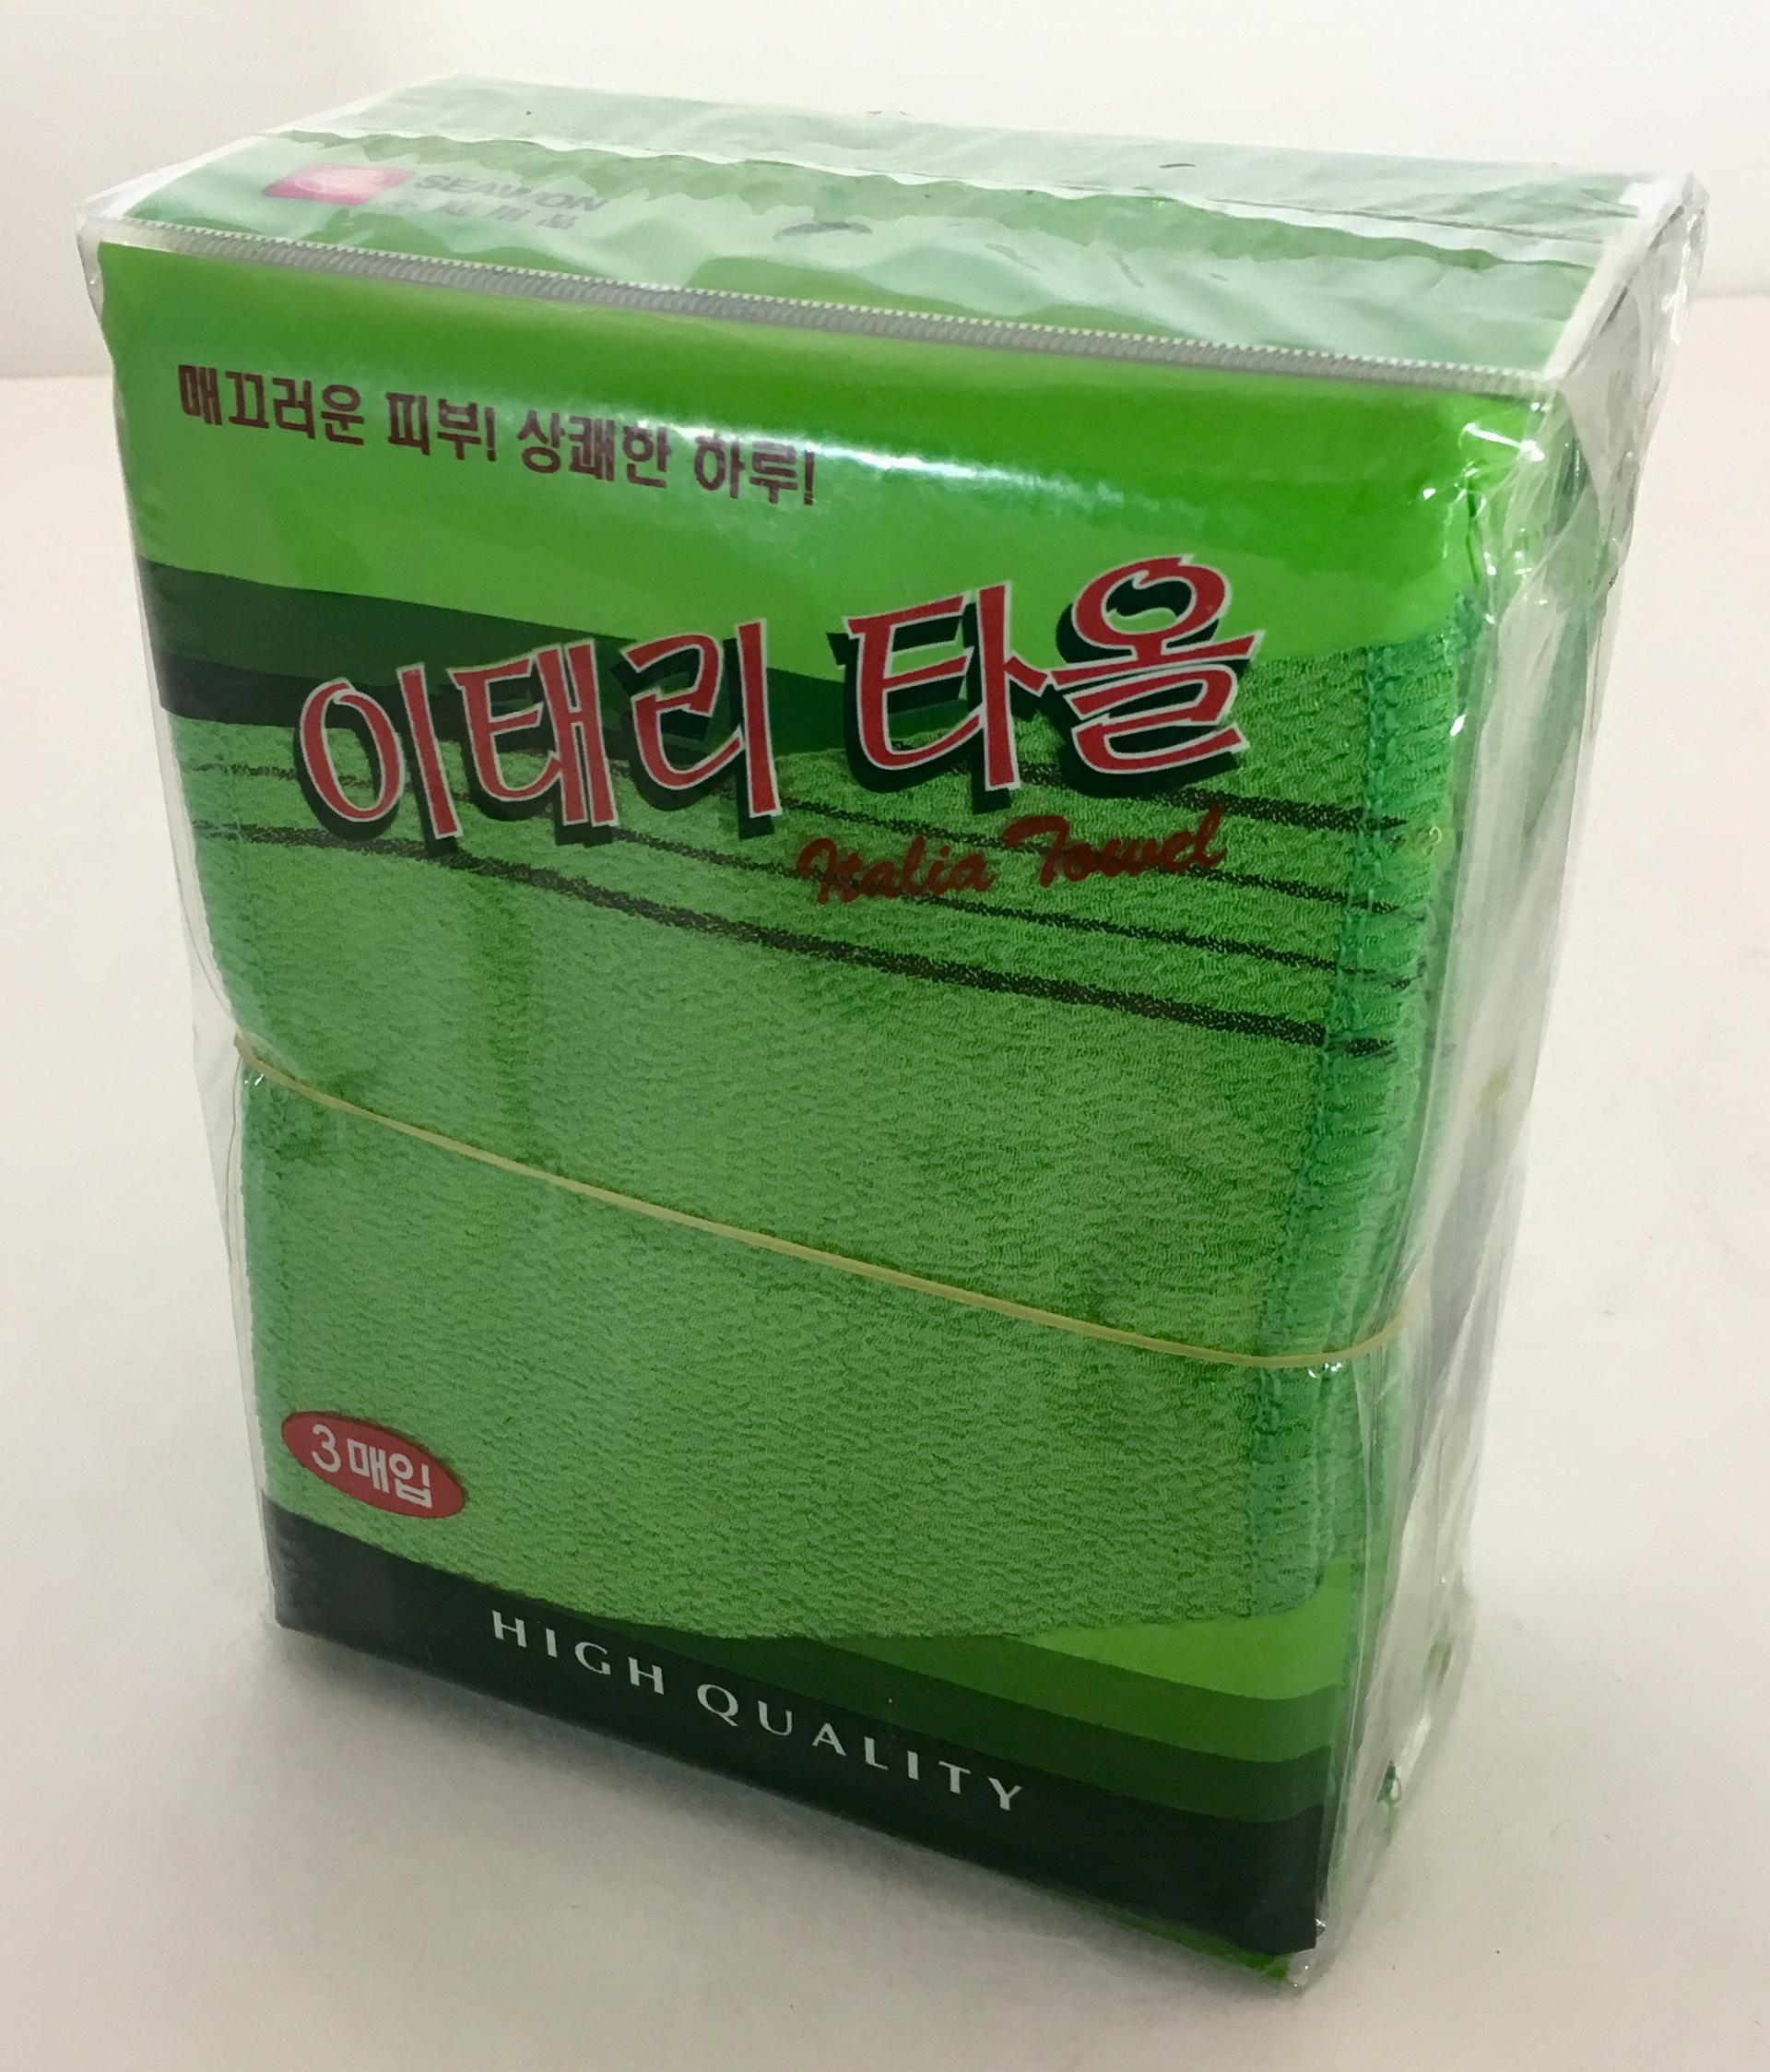 SEAWON
매끄러운 피부! 상쾌한 하루!
이태리 타올
Italia Towel
3매입
HIGH QUALITY